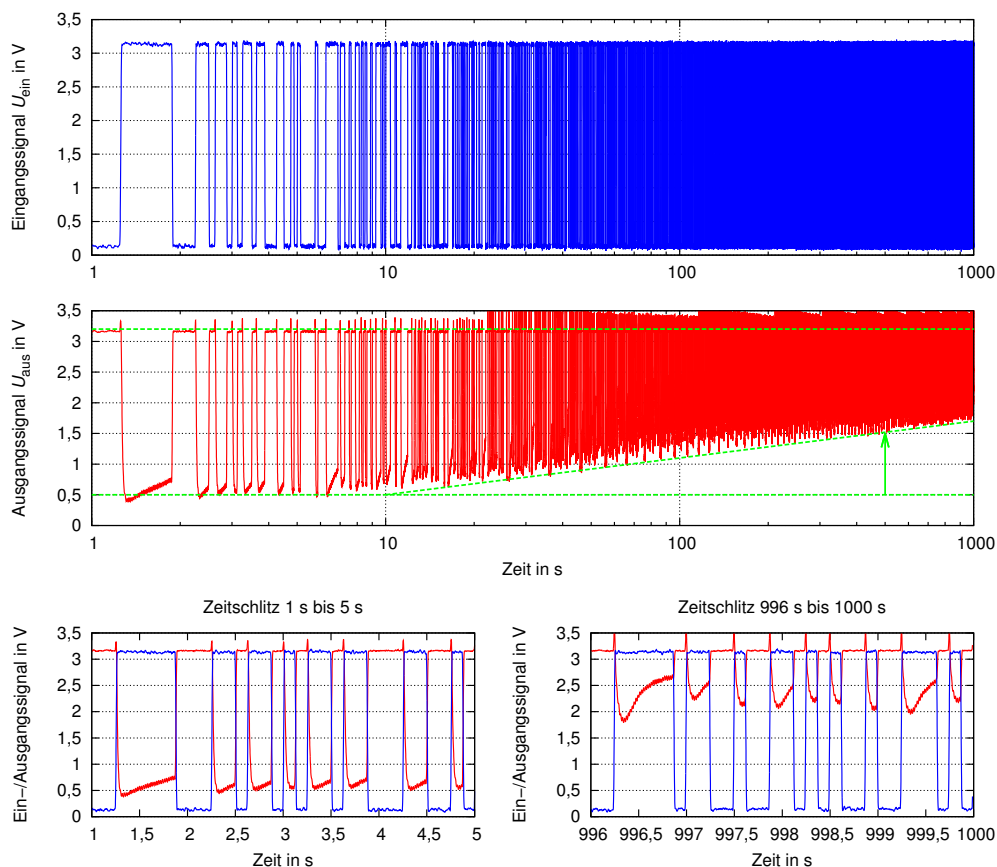 Eingangssignal U_ein in V
3,5
3
2,5
2
1,5
1
0,5
0
1 10 100 1000
Ausgangssignal U_aus in V
3,5
3
2,5
2
1,5
1
0,5
0
1 10 100 1000
Zeit in s
Zeitschlitz 1 s bis 5 s
Ein−/Ausgangssignal in V
3,5
3
2,5
2
1,5
1
0,5
0
1 1,5 2 2,5 3 3,5 4 4,5 5
Zeit in s
Zeitschlitz 996 s bis 1000 s
Ein−/Ausgangssignal in V
3,5
3
2,5
2
1,5
1
0,5
0
996 996,5 997 997,5 998 998,5 999 999,5 1000
Zeit in s